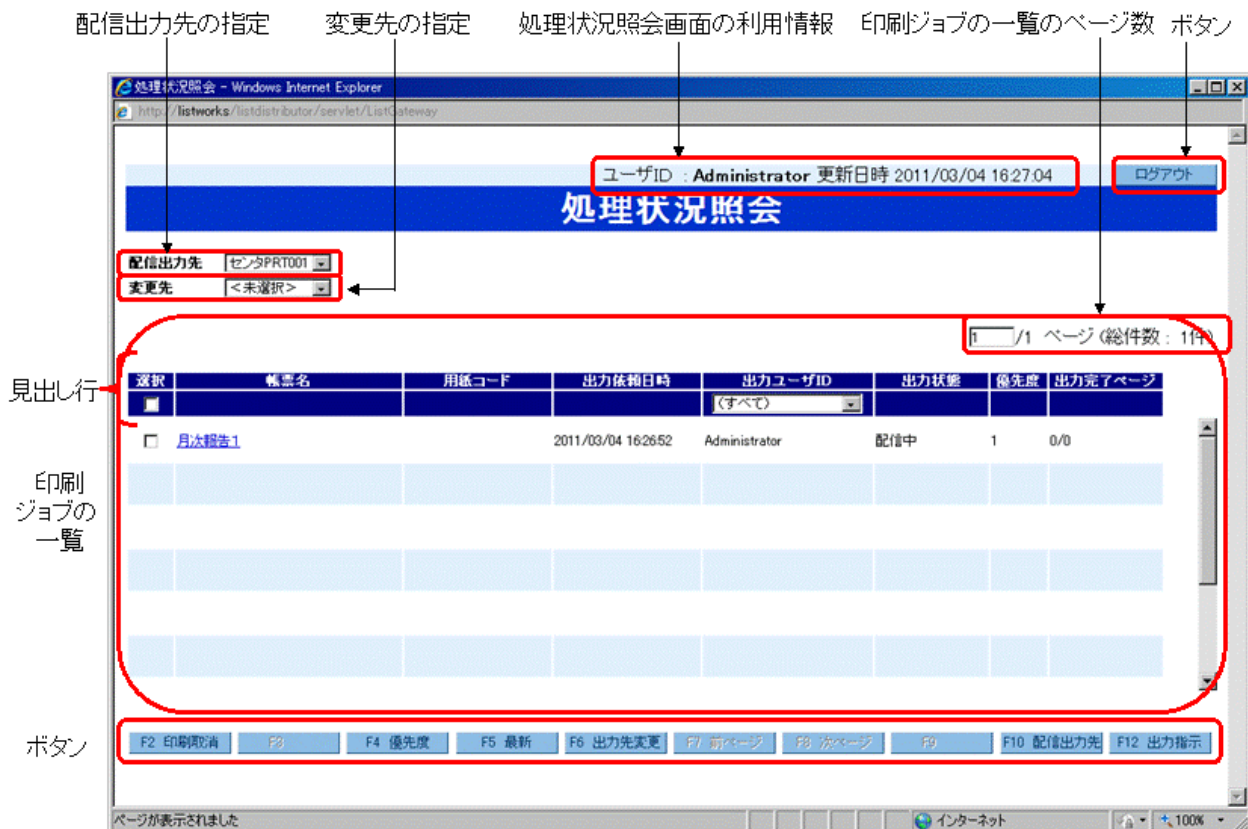 配信出力先の指定 変更先の指定 処理状況照会画面の利用情報 印刷ジョブの一覧のページ数 ボタン
処理状況照会 - Windows Internet Explorer
http://listworks/listdistributor/servlet/ListGateway
ユーザID : Administrator 更新日時 2011/03/04 16:27:04 ログアウト
処理状況照会
配信出力先 センタPRT001
変更先 <未選択>
1 /1 ページ (総件数 : 1件)
見出し行
選択 帳票名 用紙コード 出力依頼日時 出力ユーザID 出力状態 優先度 出力完了ページ
(すべて)
月次報告1 2011/03/04 16:26:52 Administrator 配信中 1 0/0
印刷
ジョブの
一覧
ボタン
F2 印刷取消 F3 F4 優先度 F5 最新 F6 出力先変更 F7 前ページ F8 次ページ F9 F10 配信出力先 F12 出力指示
ページが表示されました インターネット 100%